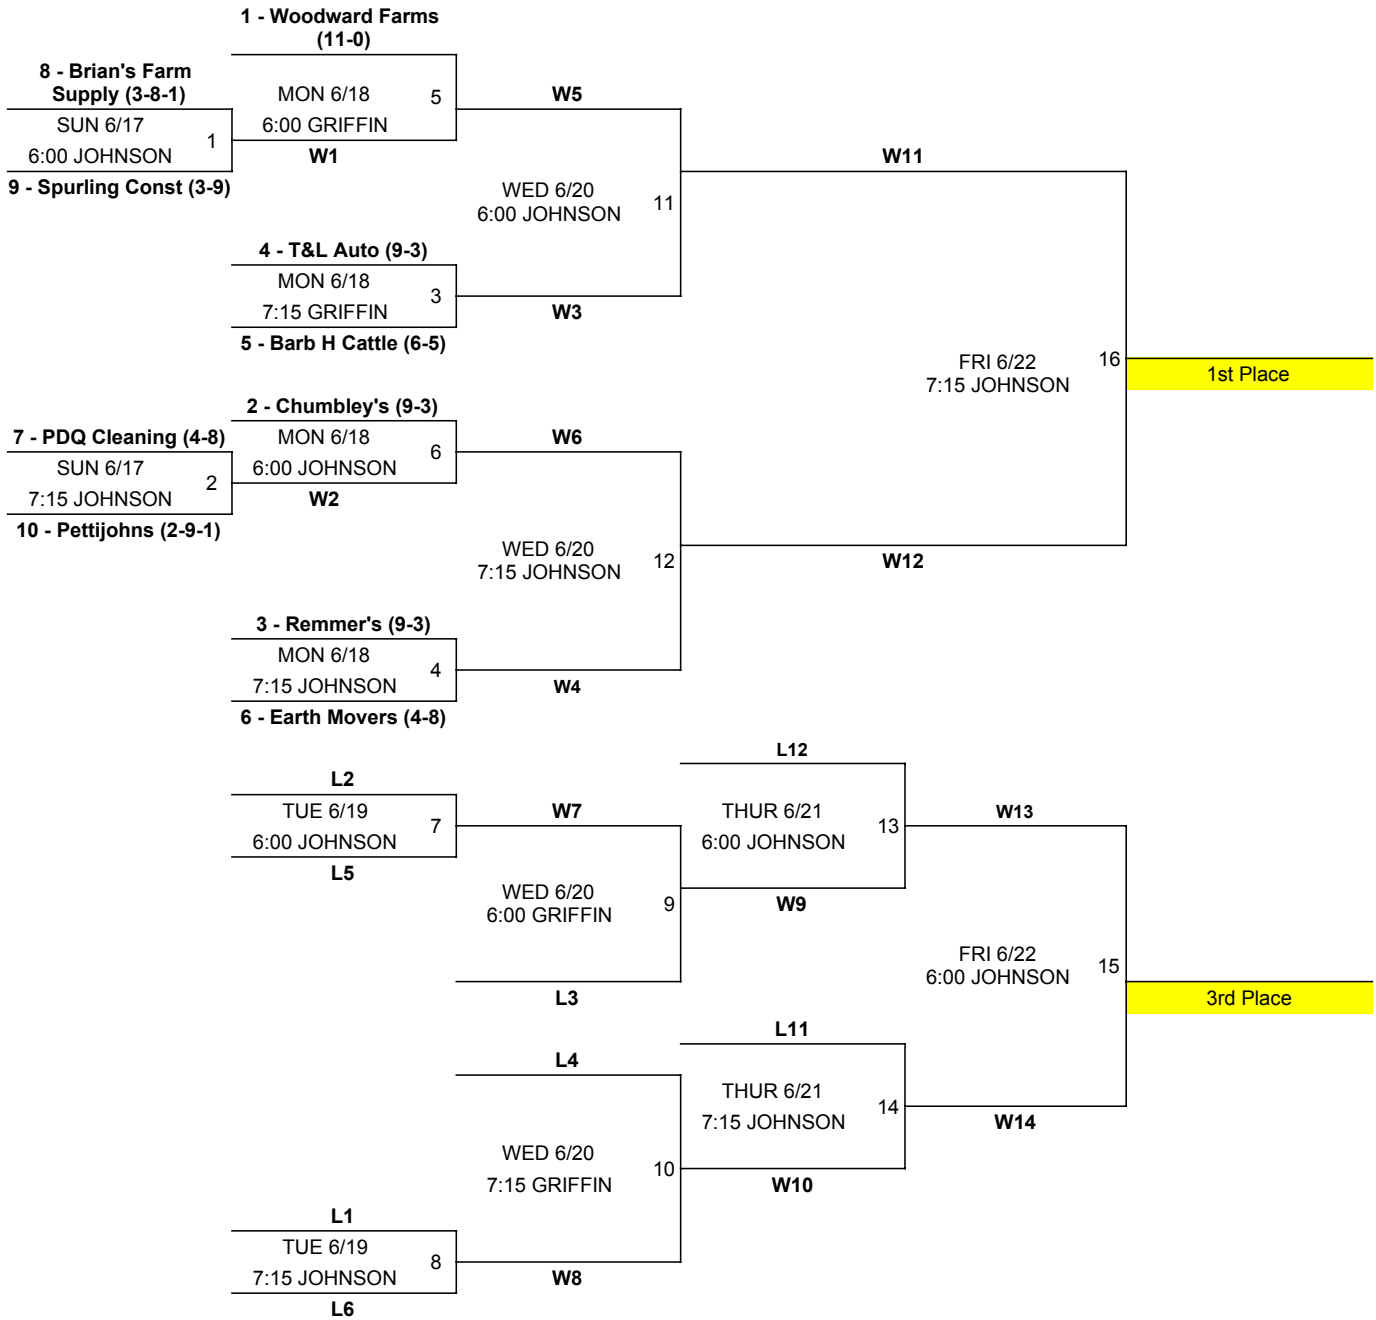 1 - Woodward Farms
(11-0)
8 - Brian's Farm
Supply (3-8-1)
MON 6/18
5
W5
SUN 6/17
6:00 GRIFFIN
1
6:00 JOHNSON
W1
W11
9 - Spurling Const (3-9)
WED 6/20
11
6:00 JOHNSON
4 - T&L Auto (9-3)
MON 6/18
3
7:15 GRIFFIN
W3
5 - Barb H Cattle (6-5)
FRI 6/22
16
7:15 JOHNSON
1st Place
2 - Chumbley's (9-3)
7 - PDQ Cleaning (4-8)
MON 6/18
6
W6
SUN 6/17
6:00 JOHNSON
2
7:15 JOHNSON
W2
10 - Pettijohns (2-9-1)
WED 6/20
12
7:15 JOHNSON
W12
3 - Remmer's (9-3)
MON 6/18
4
7:15 JOHNSON
W4
6 - Earth Movers (4-8)
L12
L2
TUE 6/19
7
W7
THUR 6/21
13
W13
6:00 JOHNSON
6:00 JOHNSON
L5
WED 6/20
9
W9
6:00 GRIFFIN
FRI 6/22
15
6:00 JOHNSON
L3
3rd Place
L11
L4
THUR 6/21
14
7:15 JOHNSON
W14
WED 6/20
10
7:15 GRIFFIN
W10
L1
TUE 6/19
8
7:15 JOHNSON
W8
L6